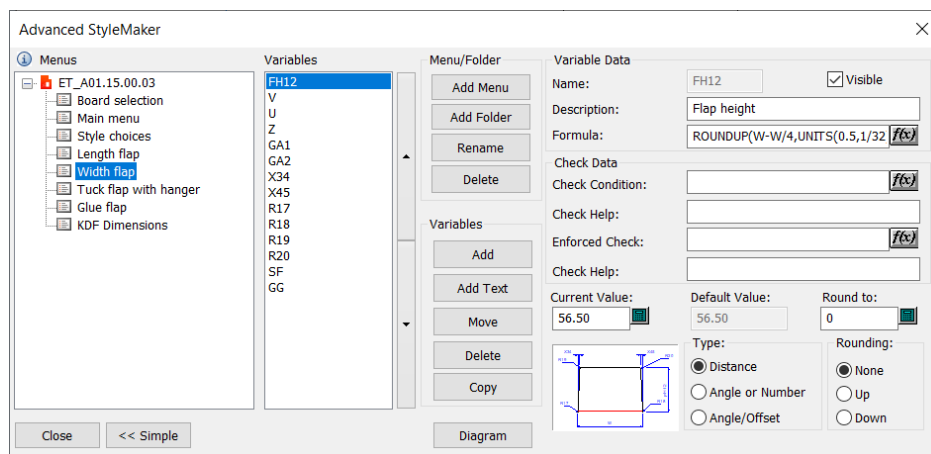 Advanced StyleMaker
Menus
ET_A01.15.00.03
Board selection
Main menu
Style choices
Length flap
Width flap
Tuck flap with hanger
Glue flap
KDF Dimensions
Close
<< Simple
Variables
FH12
V
U
Z
GA1
GA2
X34
X45
R17
R18
R19
R20
SF
GG
Menu/Folder
Add Menu
Add Folder
Rename
Delete
Variables
Add
Add Text
Move
Delete
Copy
Diagram
Variable Data
Name: FH12 Visible
Description: Flap height
Formula: ROUNDUP(W-W/4,UNITS(0.5,1/32 f(x)
Check Data
Check Condition: f(x)
Check Help:
Enforced Check: f(x)
Check Help:
Current Value: Default Value: Round to:
56.50 56.50 0
Type:
Distance
Angle or Number
Angle/Offset
Rounding:
None
Up
Down